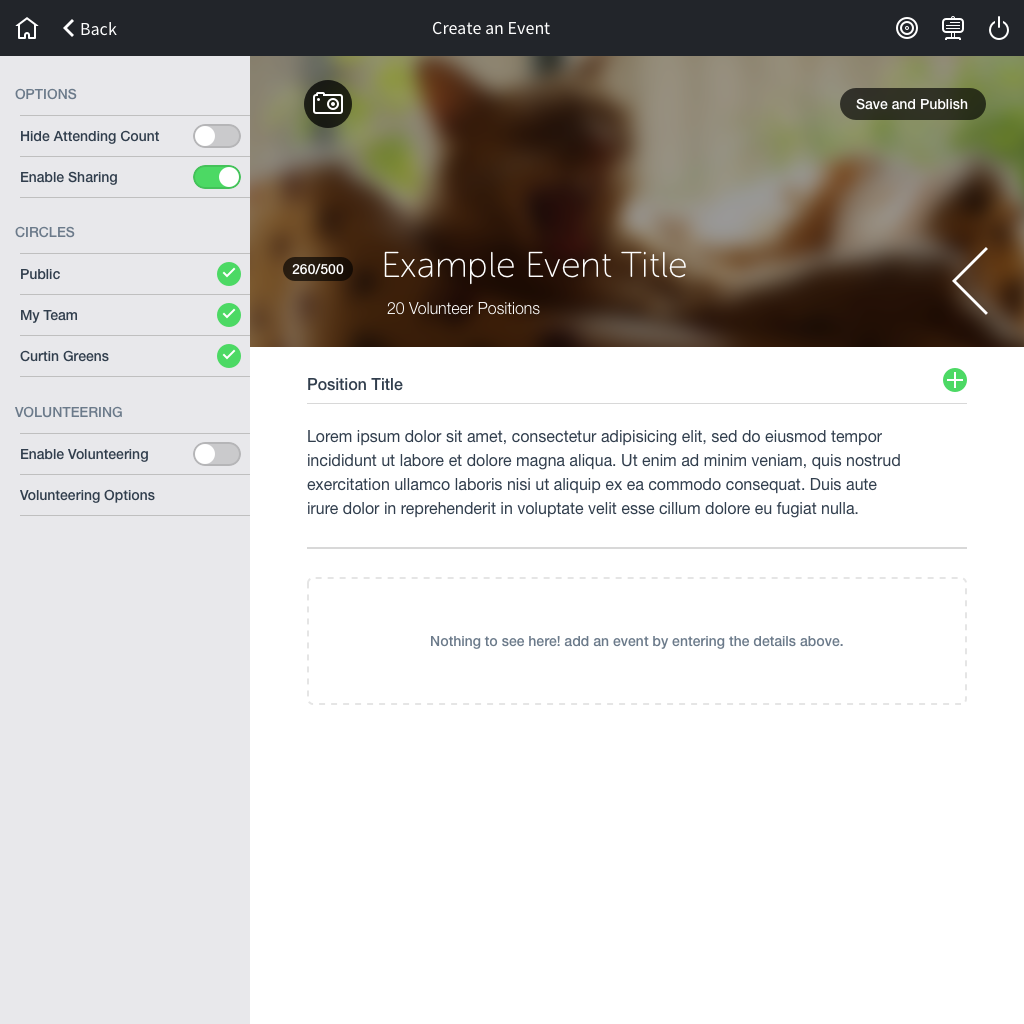 Back
Create an Event
OPTIONS
Hide Attending Count
Enable Sharing
CIRCLES
Public
My Team
Curtin Greens
VOLUNTEERING
Enable Volunteering
Volunteering Options
Save and Publish
260/500
Example Event Title
20 Volunteer Positions
Position Title
Lorem ipsum dolor sit amet, consectetur adipisicing elit, sed do eiusmod tempor
incididunt ut labore et dolore magna aliqua. Ut enim ad minim veniam, quis nostrud
exercitation ullamco laboris nisi ut aliquip ex ea commodo consequat. Duis aute
irure dolor in reprehenderit in voluptate velit esse cillum dolore eu fugiat nulla.
Nothing to see here! add an event by entering the details above.